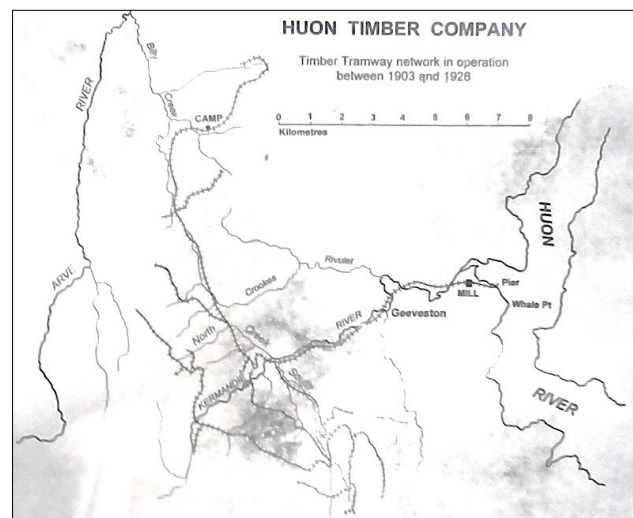 HUON TIMBER COMPANY
Timber Tramway network in operation
between 1903 and 1926
0 1 2 3 4 5 6 7 8
Kilometres
RIVER
Billy
Creek
CAMP
HUON
ARVE
Rivulet
Crookes
Pier
MILL
Whale Pt
Geeveston
RIVER
North
Creek
KERMANDIE
South
RIVER